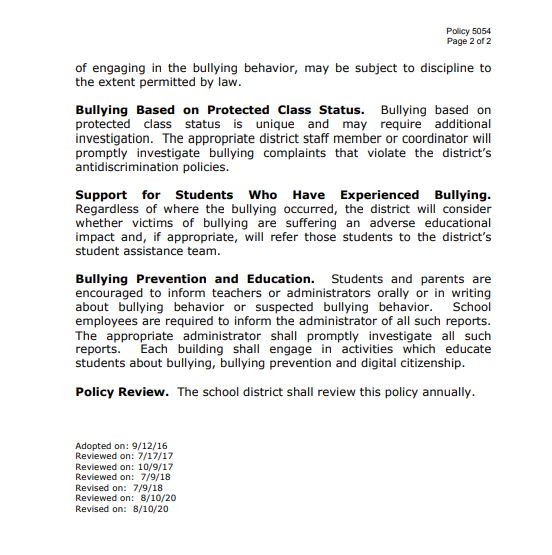 Policy 5054
Page 2 of 2
of engaging in the bullying behavior, may be subject to discipline to
the extent permitted by law.
Bullying Based on Protected Class Status. Bullying based on
protected class status is unique and may require additional
investigation. The appropriate district staff member or coordinator will
promptly investigate bullying complaints that violate the district's
antidiscrimination policies.
Support for Students Who Have Experienced Bullying.
Regardless of where the bullying occurred, the district will consider
whether victims of bullying are suffering an adverse educational
impact and, if appropriate, will refer those students to the district's
student assistance team.
Bullying Prevention and Education. Students and parents are
encouraged to inform teachers or administrators orally or in writing
about bullying behavior or suspected bullying behavior. School
employees are required to inform the administrator of all such reports.
The appropriate administrator shall promptly investigate all such
reports. Each building shall engage in activities which educate
students about bullying, bullying prevention and digital citizenship.
Policy Review. The school district shall review this policy annually.
Adopted on: 9/12/16
Reviewed on: 7/17/17
Reviewed on: 10/9/17
Reviewed on: 7/9/18
Revised on: 7/9/18
Reviewed on: 8/10/20
Revised on: 8/10/20